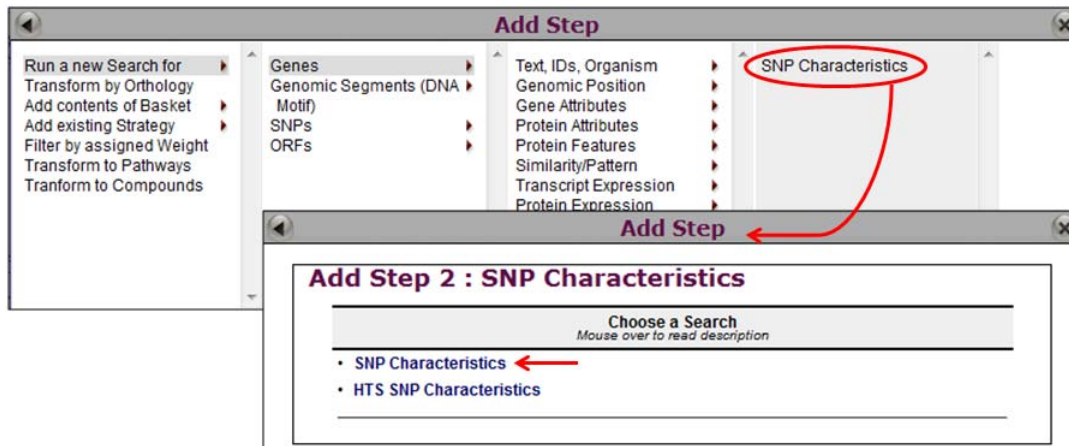 Add Step
Run a new Search for
Transform by Orthology
Add contents of Basket
Add existing Strategy
Filter by assigned Weight
Transform to Pathways
Tranform to Compounds
Genes
Genomic Segments (DNA
Motif)
SNPs
ORFs
Text, IDs, Organism
Genomic Position
Gene Attributes
Protein Attributes
Protein Features
Similarity/Pattern
Transcript Expression
Protein Expression
SNP Characteristics
Add Step
Add Step 2 : SNP Characteristics
Choose a Search
Mouse over to read description
• SNP Characteristics
• HTS SNP Characteristics